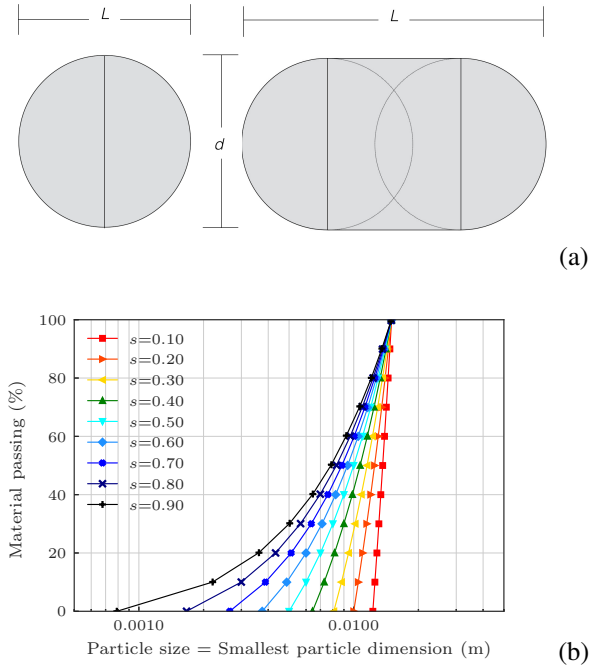 L
L
d
(a)
100
80
60
40
20
0
Material passing (%)
s=0.10
s=0.20
s=0.30
s=0.40
s=0.50
s=0.60
s=0.70
s=0.80
s=0.90
0.0010
0.0100
Particle size = Smallest particle dimension (m)
(b)